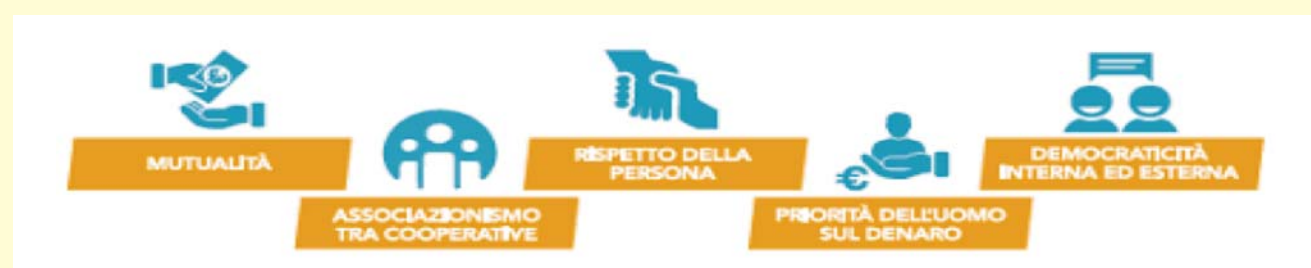 MUTUALITÀ
ASSOCIAZIONISMO
TRA COOPERATIVE
RISPETTO DELLA
PERSONA
PRIORITÀ DELL'UOMO
SUL DENARO
DEMOCRATICITÀ
INTERNA ED ESTERNA